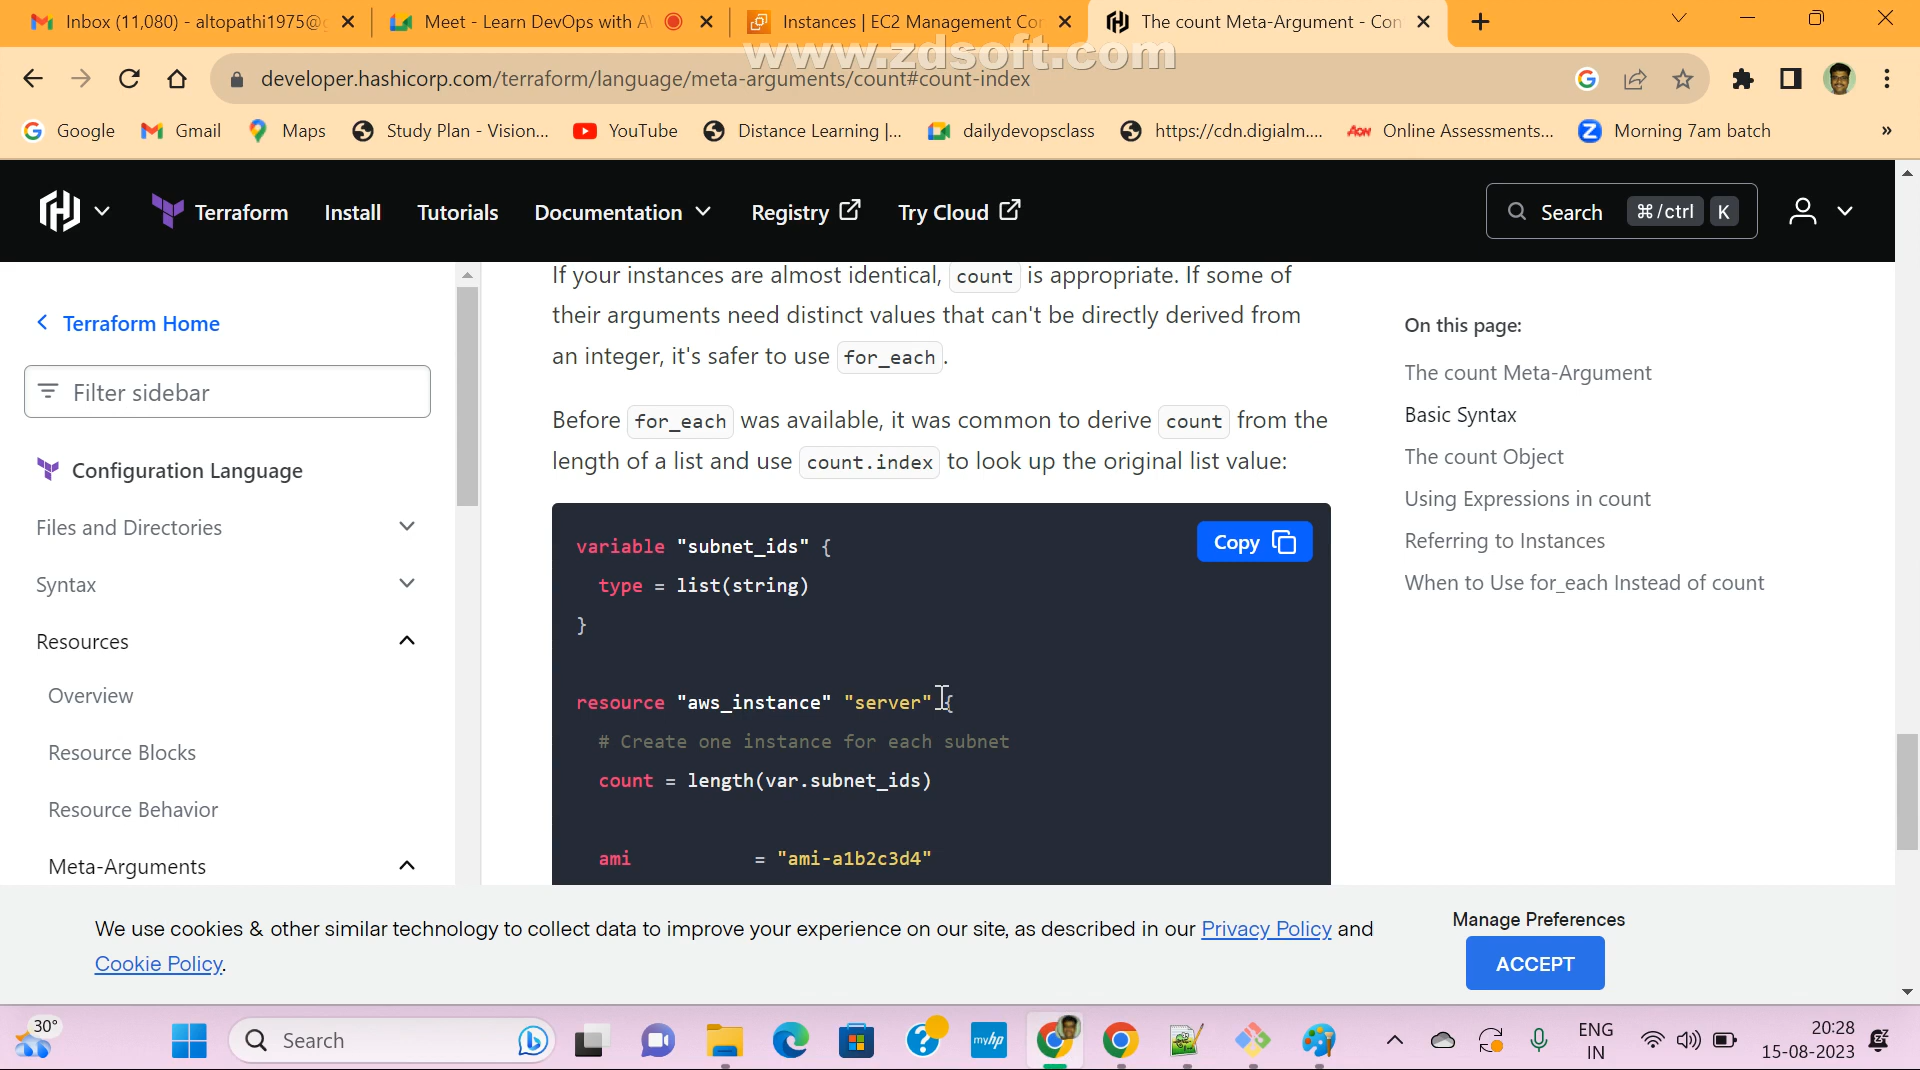 Inbox (11,080) - altopathi1975@g
Meet - Learn DevOps with A
Instances | EC2 Management Con
The count Meta-Argument - Con
www.zdsoft.com
developer.hashicorp.com/terraform/language/meta-arguments/count#count-index
Google
Gmail
Maps
Study Plan - Vision...
YouTube
Distance Learning |...
dailydevopsclass
https://cdn.digialm....
Aon
Online Assessments...
Z
Morning 7am batch
»
Terraform
Install
Tutorials
Documentation
Registry
Try Cloud
Search
⌘/ctrl
K
Terraform Home
Filter sidebar
Configuration Language
Files and Directories
Syntax
Resources
Overview
Resource Blocks
Resource Behavior
Meta-Arguments
If your instances are almost identical, count is appropriate. If some of
their arguments need distinct values that can't be directly derived from
an integer, it's safer to use for_each.
Before for_each was available, it was common to derive count from the
length of a list and use count.index to look up the original list value:
Copy
variable "subnet_ids" {
type = list(string)
}
resource "aws_instance" "server" {
# Create one instance for each subnet
count = length(var.subnet_ids)
ami = "ami-a1b2c3d4"
On this page:
The count Meta-Argument
Basic Syntax
The count Object
Using Expressions in count
Referring to Instances
When to Use for_each Instead of count
We use cookies & other similar technology to collect data to improve your experience on our site, as described in our Privacy Policy and
Cookie Policy.
Manage Preferences
ACCEPT
30°
Search
myhp
ENG
IN
20:28
15-08-2023